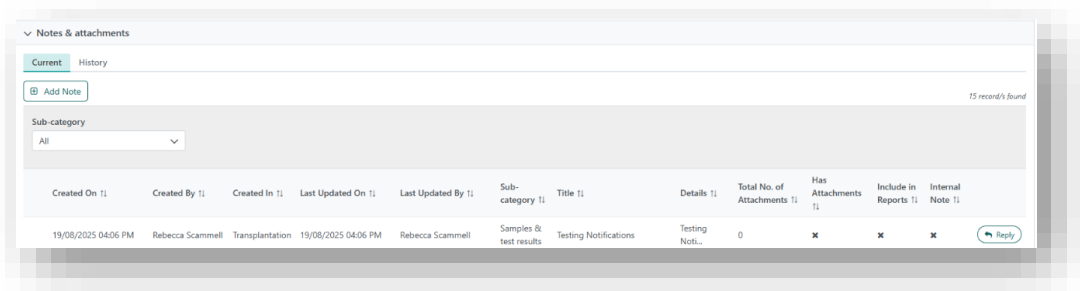 Notes & attachments
Current History
Add Note
15 record/s found
Sub-category
All
Created On Created By Created In Last Updated On Last Updated By Sub-category Title Details Total No. of Attachments Has Attachments Include in Reports Internal Note
19/08/2025 04:06 PM Rebecca Scammell Transplantation 19/08/2025 04:06 PM Rebecca Scammell Samples & test results Testing Notifications Testing Noti... 0 Reply